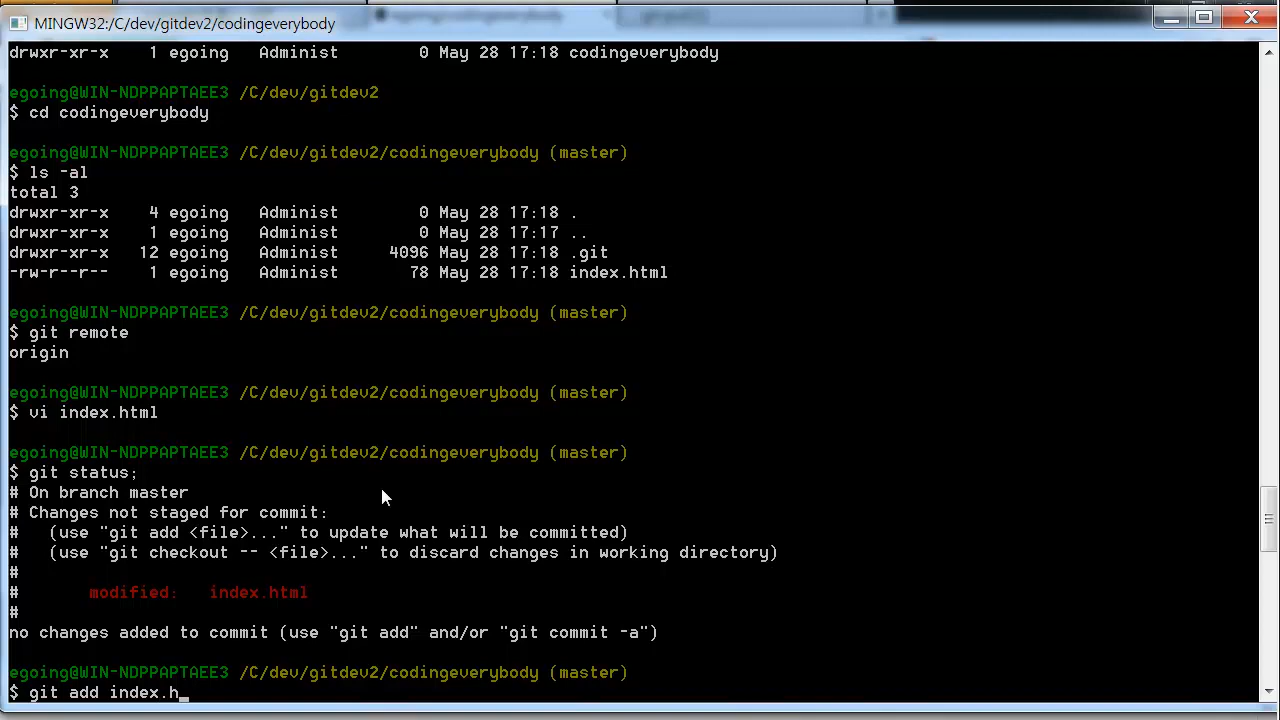 MINGW32:/C/dev/gitdev2/codingeverybody
drwxr-xr-x 1 egoing Administ 0 May 28 17:18 codingeverybody
egoing@WIN-NDPPAPTAEE3 /C/dev/gitdev2
$ cd codingeverybody
egoing@WIN-NDPPAPTAEE3 /C/dev/gitdev2/codingeverybody (master)
$ ls -al
total 3
drwxr-xr-x 4 egoing Administ 0 May 28 17:18 .
drwxr-xr-x 1 egoing Administ 0 May 28 17:17 ..
drwxr-xr-x 12 egoing Administ 4096 May 28 17:18 .git
-rw-r--r-- 1 egoing Administ 78 May 28 17:18 index.html
egoing@WIN-NDPPAPTAEE3 /C/dev/gitdev2/codingeverybody (master)
$ git remote
origin
egoing@WIN-NDPPAPTAEE3 /C/dev/gitdev2/codingeverybody (master)
$ vi index.html
egoing@WIN-NDPPAPTAEE3 /C/dev/gitdev2/codingeverybody (master)
$ git status;
# On branch master
# Changes not staged for commit:
# (use "git add <file>..." to update what will be committed)
# (use "git checkout -- <file>..." to discard changes in working directory)
#
# modified: index.html
#
no changes added to commit (use "git add" and/or "git commit -a")
egoing@WIN-NDPPAPTAEE3 /C/dev/gitdev2/codingeverybody (master)
$ git add index.h